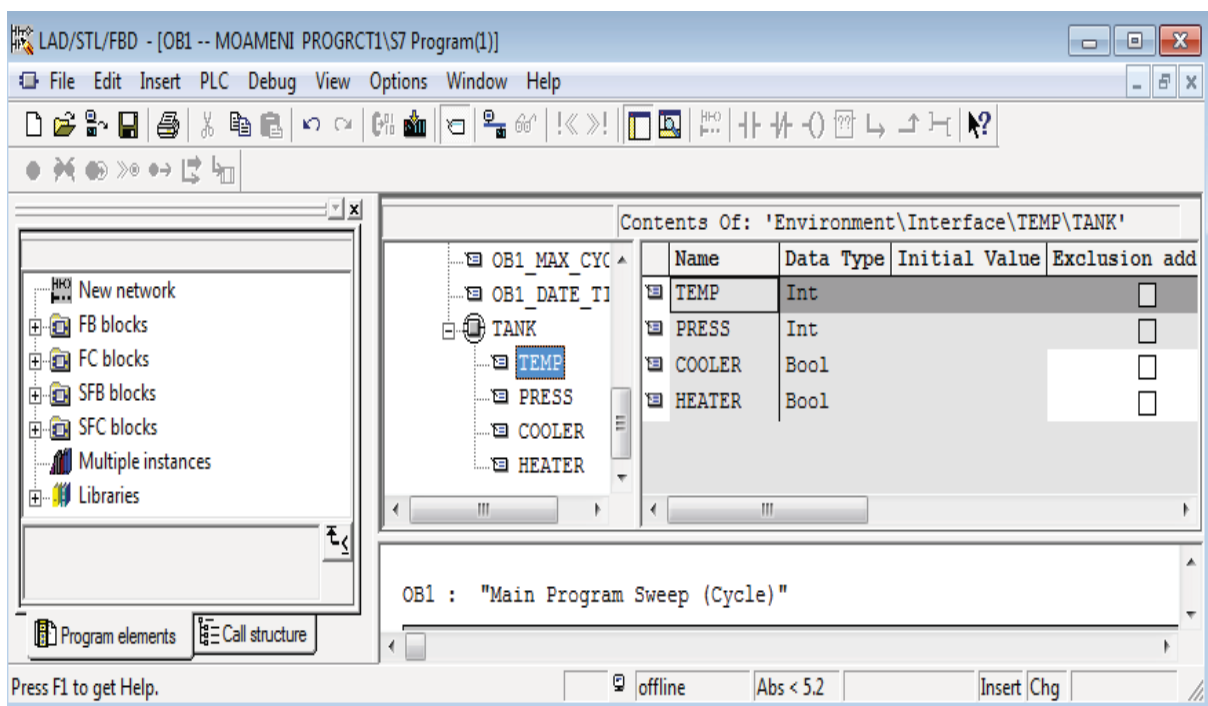 LAD/STL/FBD - [OB1 -- MOAMENI PROGRCT1\S7 Program(1)]
File Edit Insert PLC Debug View Options Window Help
New network
FB blocks
FC blocks
SFB blocks
SFC blocks
Multiple instances
Libraries
Program elements
Call structure
Contents Of: 'Environment\Interface\TEMP\TANK'
OB1_MAX_CYC
OB1_DATE_TI
TANK
TEMP
PRESS
COOLER
HEATER
Name Data Type Initial Value Exclusion add
TEMP Int
PRESS Int
COOLER Bool
HEATER Bool
OB1 : "Main Program Sweep (Cycle)"
Press F1 to get Help.
offline Abs < 5.2 Insert Chg